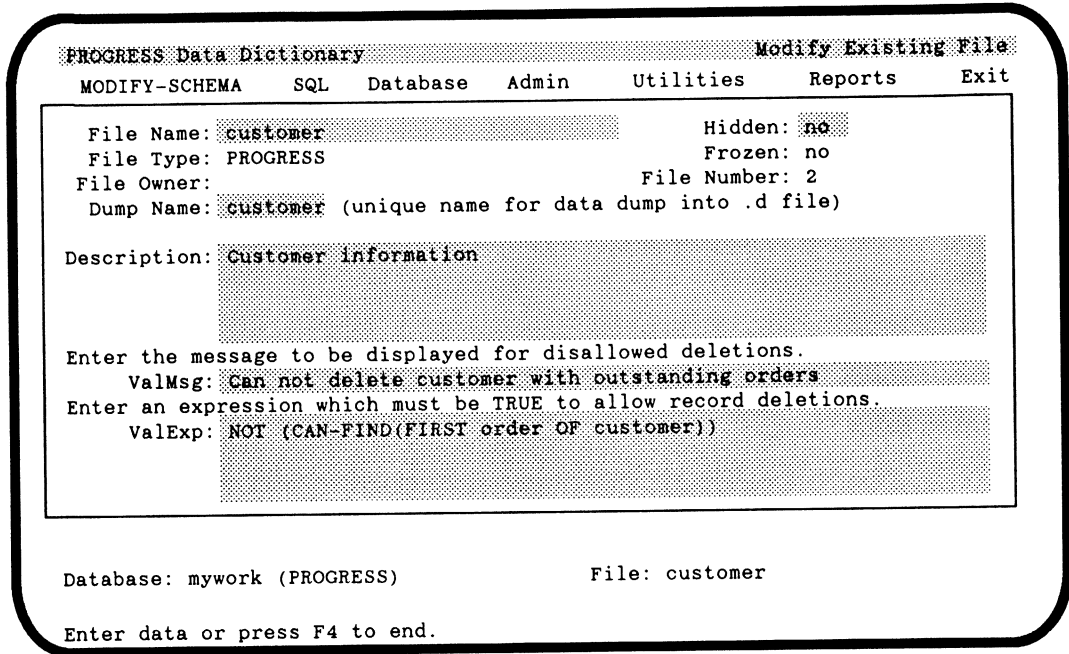 PROGRESS Data Dictionary Modify Existing File
MODIFY-SCHEMA SQL Database Admin Utilities Reports Exit
File Name: customer Hidden: no
File Type: PROGRESS Frozen: no
File Owner: File Number: 2
Dump Name: customer (unique name for data dump into .d file)
Description: Customer information
Enter the message to be displayed for disallowed deletions.
ValMsg: Can not delete customer with outstanding orders
Enter an expression which must be TRUE to allow record deletions.
ValExp: NOT (CAN-FIND(FIRST order OF customer))
Database: mywork (PROGRESS) File: customer
Enter data or press F4 to end.